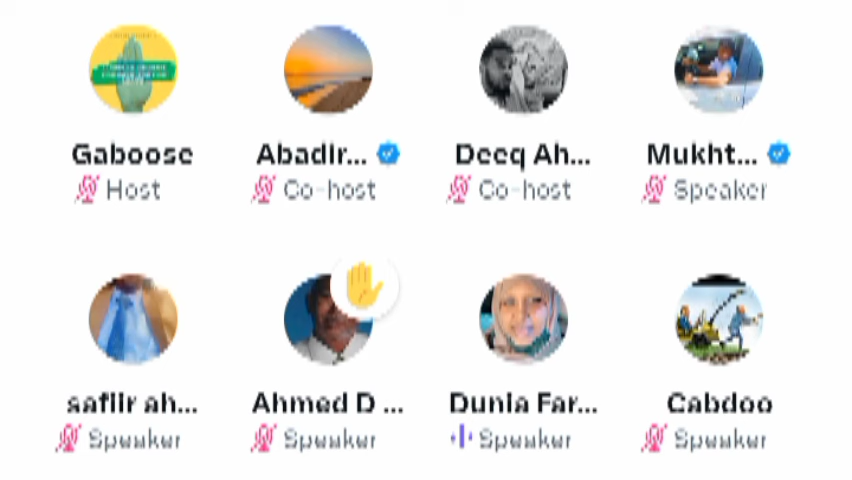 Gaboose Abadir... Deeq Ah... Mukht...
Host Co-host Co-host Speaker
safiir ah... Ahmed D ... Dunia Far... Cabdoo
Speaker Speaker Speaker Speaker